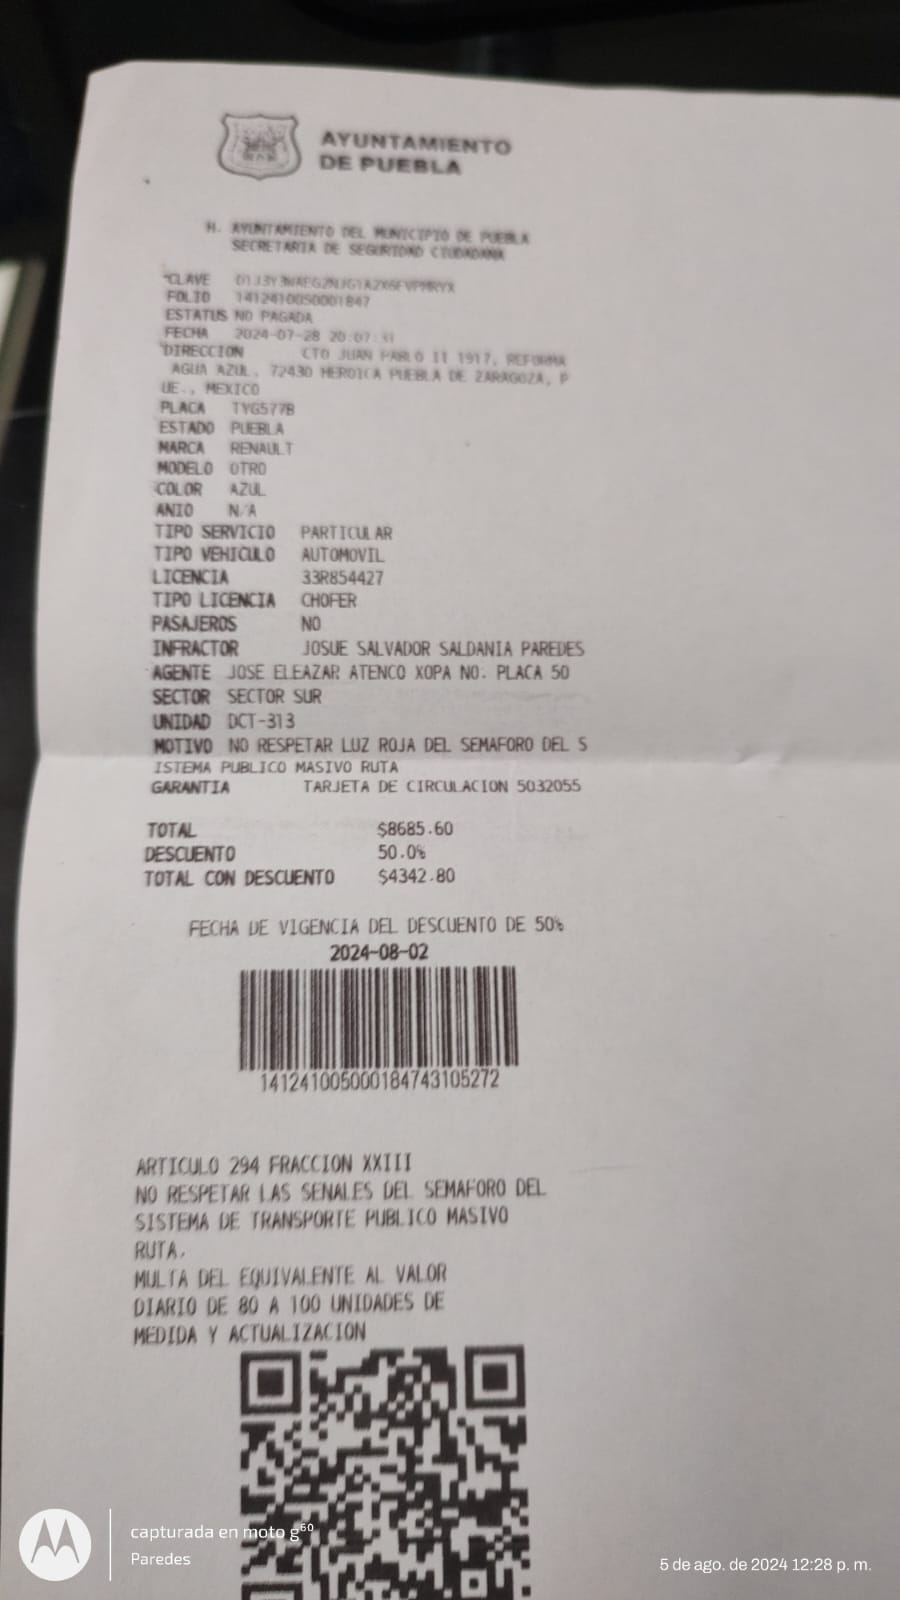 AYUNTAMIENTO
DE PUEBLA
H. AYUNTAMIENTO DEL MUNICIPIO DE PUEBLA
SECRETARIA DE SEGURIDAD CIUDADANA
CLAVE
FOLIO 1412410050001847
ESTATUS NO PAGADA
FECHA 2024-07-28 20:07:31
DIRECCION CTO JUAN PABLO II 1917, REFORMA
AGUA AZUL, 72430 HEROICA PUEBLA DE ZARAGOZA, P
UE., MEXICO
PLACA TYG577B
ESTADO PUEBLA
MARCA RENAULT
MODELO OTRO
COLOR AZUL
ANIO N/A
TIPO SERVICIO PARTICULAR
TIPO VEHICULO AUTOMOVIL
LICENCIA 33R854427
TIPO LICENCIA CHOFER
PASAJEROS NO
INFRACTOR JOSUE SALVADOR SALDANIA PAREDES
AGENTE JOSE ELEAZAR ATENCO XOPA NO. PLACA 50
SECTOR SECTOR SUR
UNIDAD DCT-313
MOTIVO NO RESPETAR LUZ ROJA DEL SEMAFORO DEL S
ISTEMA PUBLICO MASIVO RUTA
GARANTIA TARJETA DE CIRCULACION 5032055
TOTAL $8685.60
DESCUENTO 50.0%
TOTAL CON DESCUENTO $4342.80
FECHA DE VIGENCIA DEL DESCUENTO DE 50%
2024-08-02
141241005000184743105272
ARTICULO 294 FRACCION XXIII
NO RESPETAR LAS SENALES DEL SEMAFORO DEL
SISTEMA DE TRANSPORTE PUBLICO MASIVO
RUTA.
MULTA DEL EQUIVALENTE AL VALOR
DIARIO DE 80 A 100 UNIDADES DE
MEDIDA Y ACTUALIZACION
capturada en moto g⁶⁰
Paredes
5 de ago. de 2024 12:28 p. m.